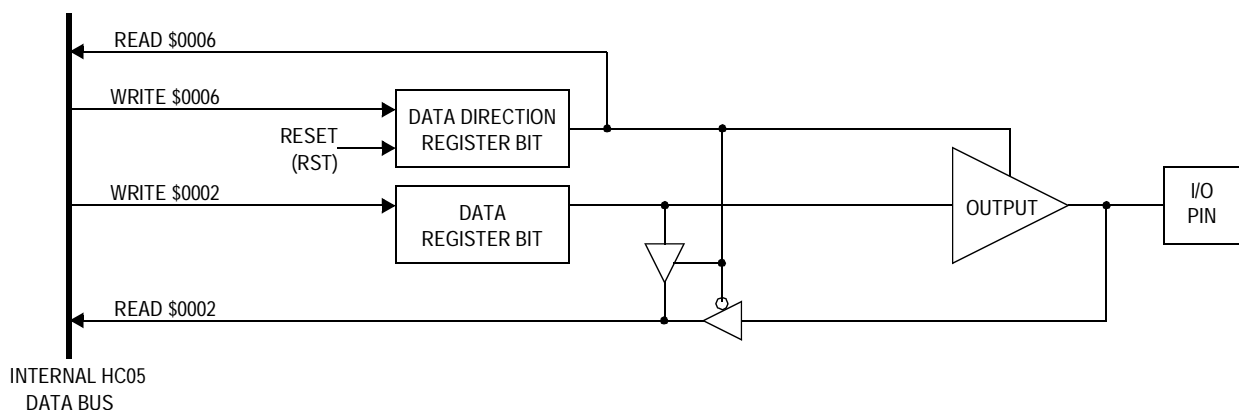 READ $0006
WRITE $0006
DATA DIRECTION
REGISTER BIT
RESET
(RST)
WRITE $0002
DATA
REGISTER BIT
OUTPUT
I/O
PIN
READ $0002
INTERNAL HC05
DATA BUS